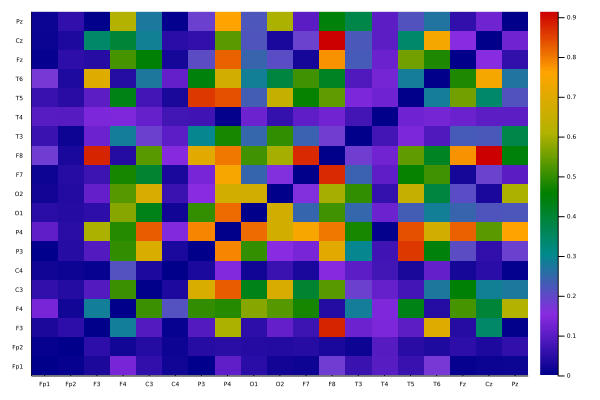 Pz
Cz
Fz
T6
T5
T4
T3
F8
F7
O2
O1
P4
P3
C4
C3
F4
F3
Fp2
Fp1
Fp1 Fp2 F3 F4 C3 C4 P3 P4 O1 O2 F7 F8 T3 T4 T5 T6 Fz Cz Pz
0.9
0.8
0.7
0.6
0.5
0.4
0.3
0.2
0.1
0